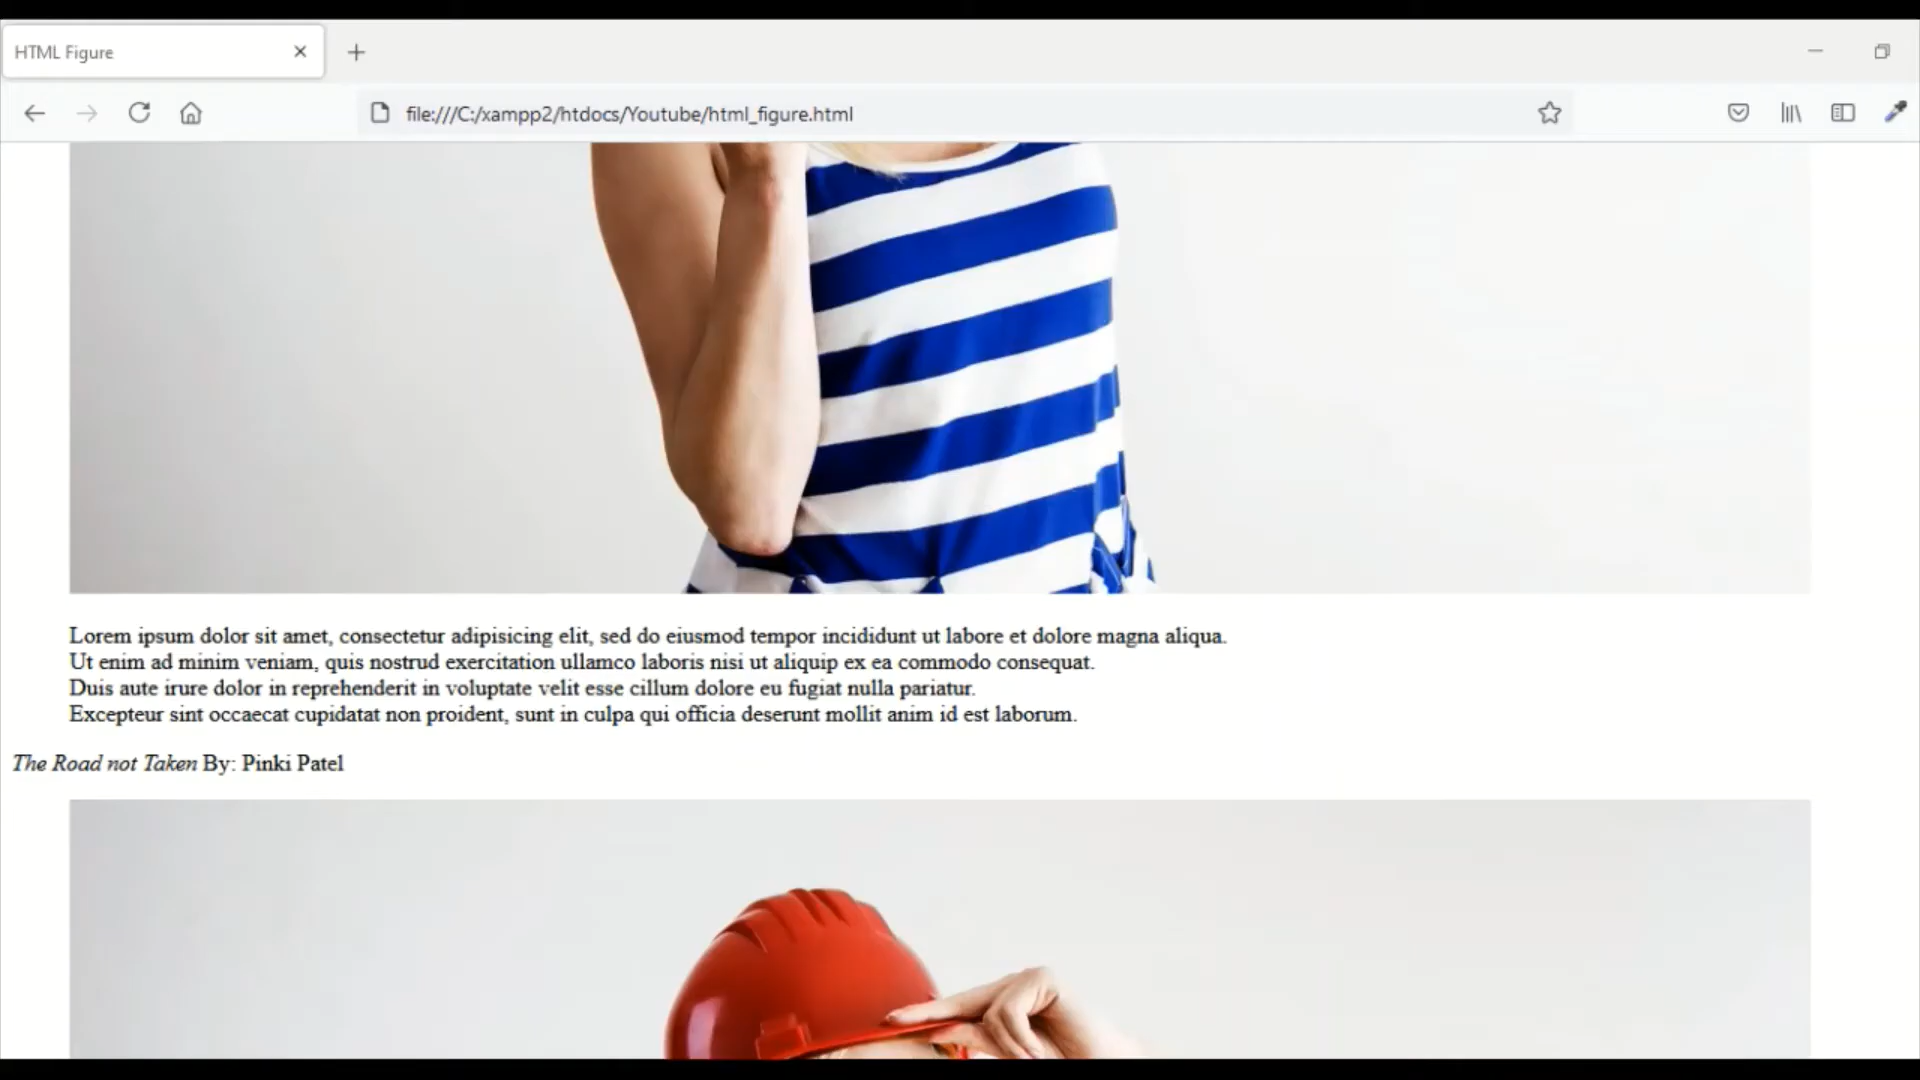 HTML Figure
file:///C:/xampp2/htdocs/Youtube/html_figure.html
Lorem ipsum dolor sit amet, consectetur adipisicing elit, sed do eiusmod tempor incididunt ut labore et dolore magna aliqua.
Ut enim ad minim veniam, quis nostrud exercitation ullamco laboris nisi ut aliquip ex ea commodo consequat.
Duis aute irure dolor in reprehenderit in voluptate velit esse cillum dolore eu fugiat nulla pariatur.
Excepteur sint occaecat cupidatat non proident, sunt in culpa qui officia deserunt mollit anim id est laborum.
The Road not Taken By: Pinki Patel